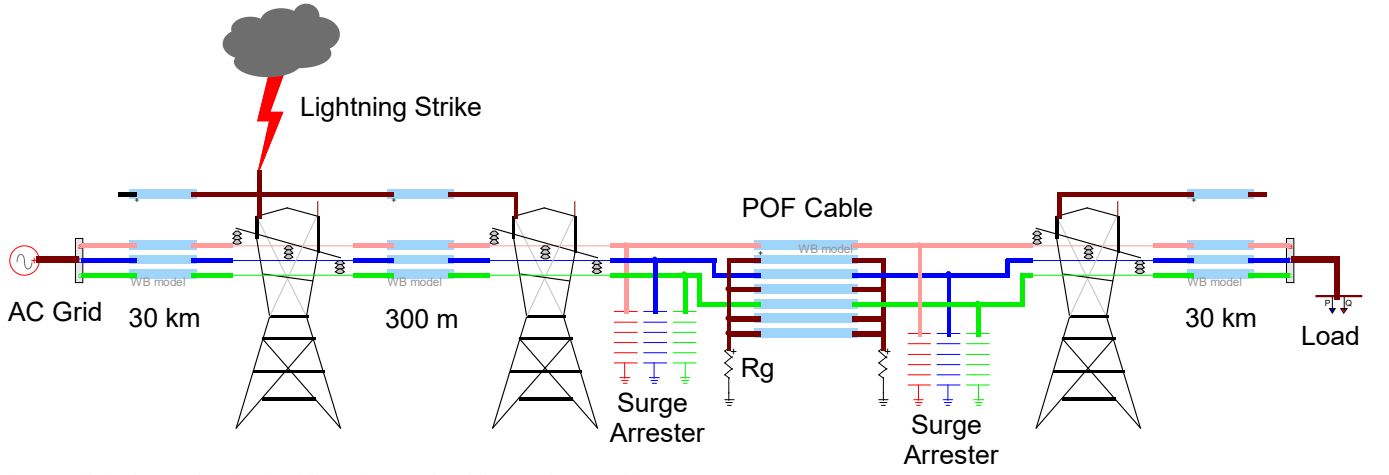 Lightning Strike
POF Cable
WB model
AC Grid
WB model
30 km
WB model
300 m
Rg
Surge
Arrester
Surge
Arrester
WB model
30 km
P
Q
Load